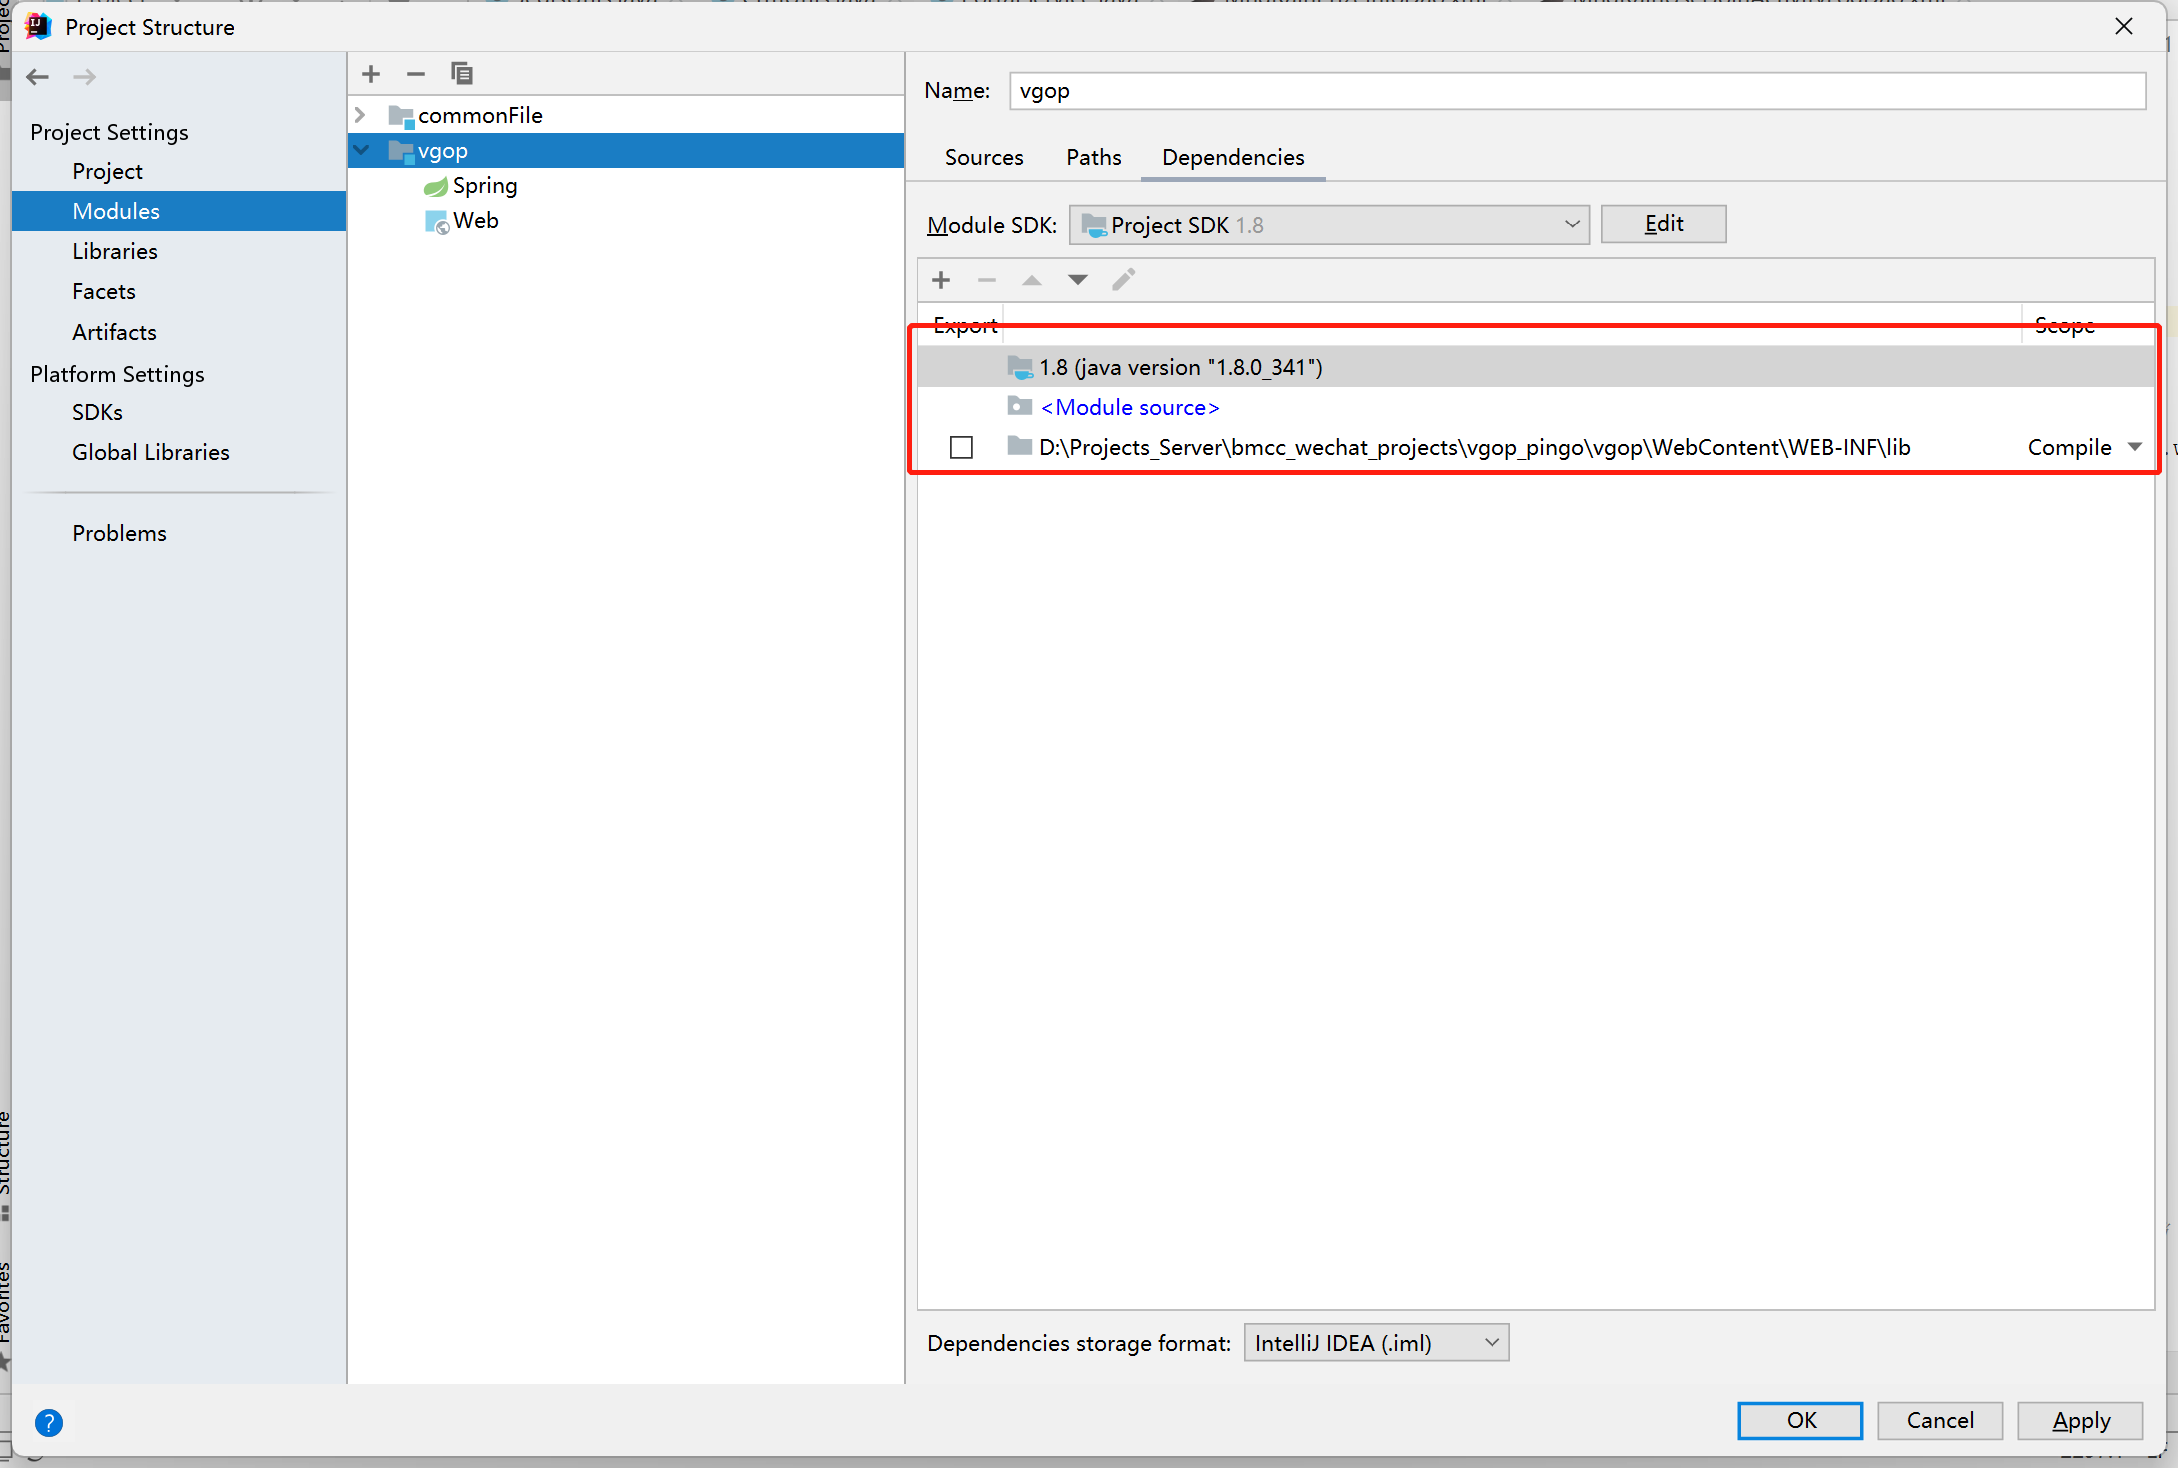 Project Structure
Project Settings
Project
Modules
Libraries
Facets
Artifacts
Platform Settings
SDKs
Global Libraries
Problems
commonFile
vgop
Spring
Web
Name: vgop
Sources Paths Dependencies
Module SDK: Project SDK 1.8 Edit
Export Scope
1.8 (java version "1.8.0_341")
<Module source>
D:\Projects_Server\bmcc_wechat_projects\vgop_pingo\vgop\WebContent\WEB-INF\lib Compile
Dependencies storage format: IntelliJ IDEA (.iml)
? OK Cancel Apply
Structure
Favorites